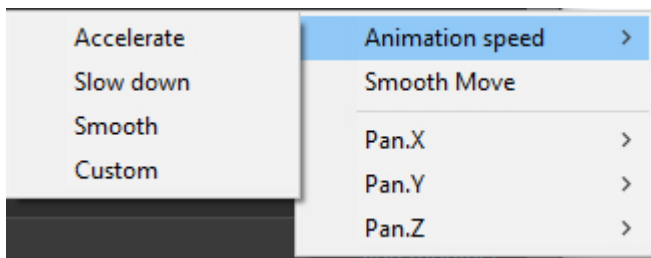 Accelerate
Slow down
Smooth
Custom
Animation speed
Smooth Move
Pan.X
Pan.Y
Pan.Z